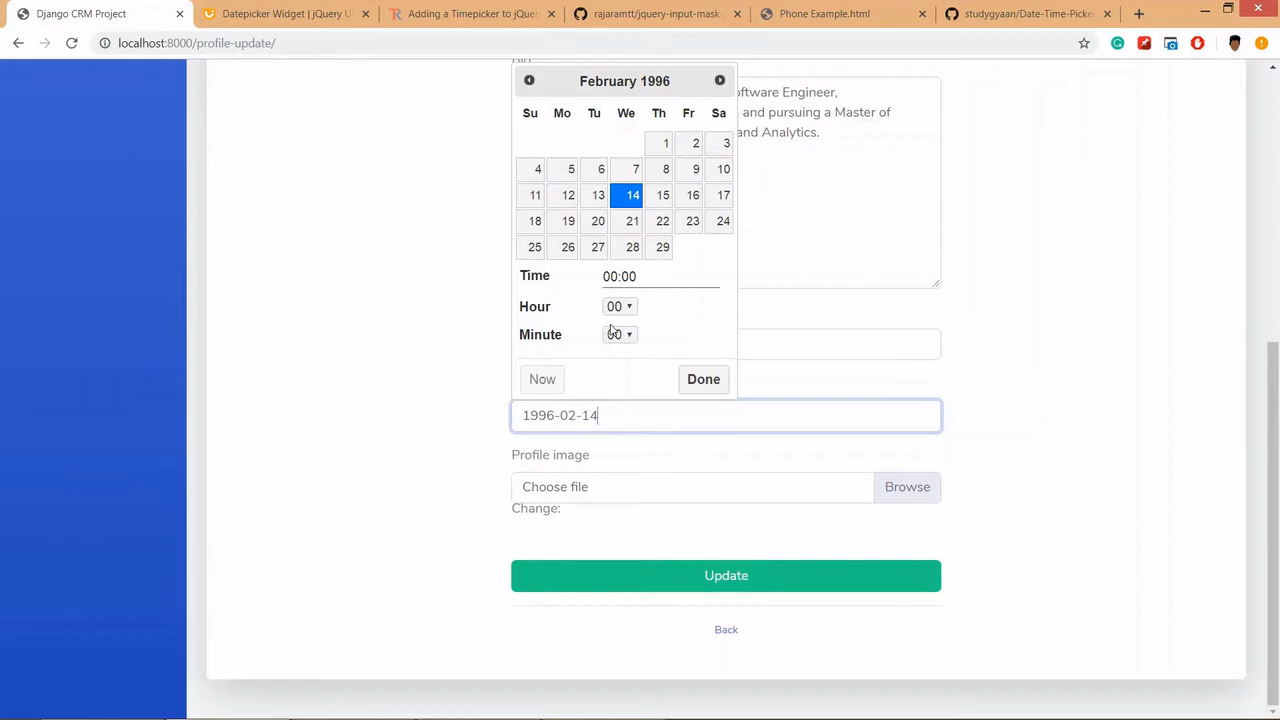 Django CRM Project
Datepicker Widget | jQuery U
Adding a Timepicker to jQuer
rajaramtt/jquery-input-mask-
Phone Example.html
studygyaan/Date-Time-Picke
localhost:8000/profile-update/
February 1996
Su Mo Tu We Th Fr Sa
1 2 3
4 5 6 7 8 9 10
11 12 13 14 15 16 17
18 19 20 21 22 23 24
25 26 27 28 29
Time 00:00
Hour 00
Minute 00
Now Done
oftware Engineer,
and pursuing a Master of
and Analytics.
1996-02-14
Profile image
Choose file Browse
Change:
Update
Back